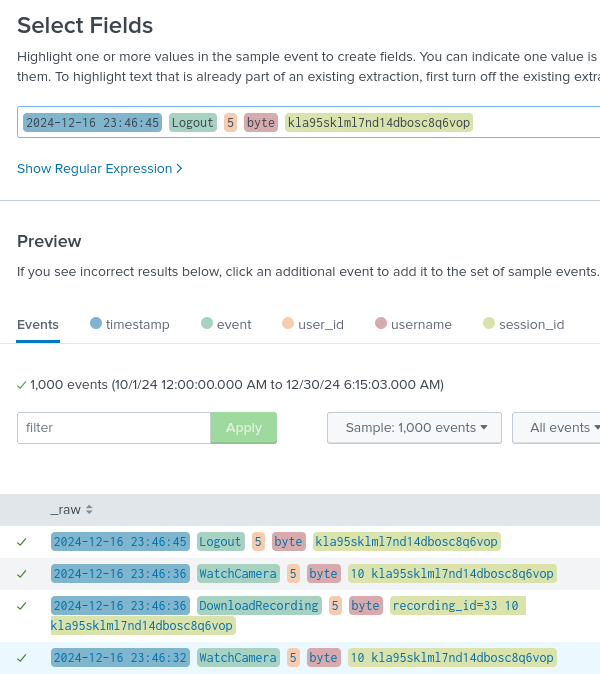 Select Fields
Highlight one or more values in the sample event to create fields. You can indicate one value is
them. To highlight text that is already part of an existing extraction, first turn off the existing extra
2024-12-16 23:46:45 Logout 5 byte kla95sklml7nd14dbosc8q6vop
Show Regular Expression >
Preview
If you see incorrect results below, click an additional event to add it to the set of sample events.
Events timestamp event user_id username session_id
✓ 1,000 events (10/1/24 12:00:00.000 AM to 12/30/24 6:15:03.000 AM)
filter Apply Sample: 1,000 events All events
_raw
✓ 2024-12-16 23:46:45 Logout 5 byte kla95sklml7nd14dbosc8q6vop
✓ 2024-12-16 23:46:36 WatchCamera 5 byte 10 kla95sklml7nd14dbosc8q6vop
✓ 2024-12-16 23:46:36 DownloadRecording 5 byte recording_id=33 10
kla95sklml7nd14dbosc8q6vop
✓ 2024-12-16 23:46:32 WatchCamera 5 byte 10 kla95sklml7nd14dbosc8q6vop